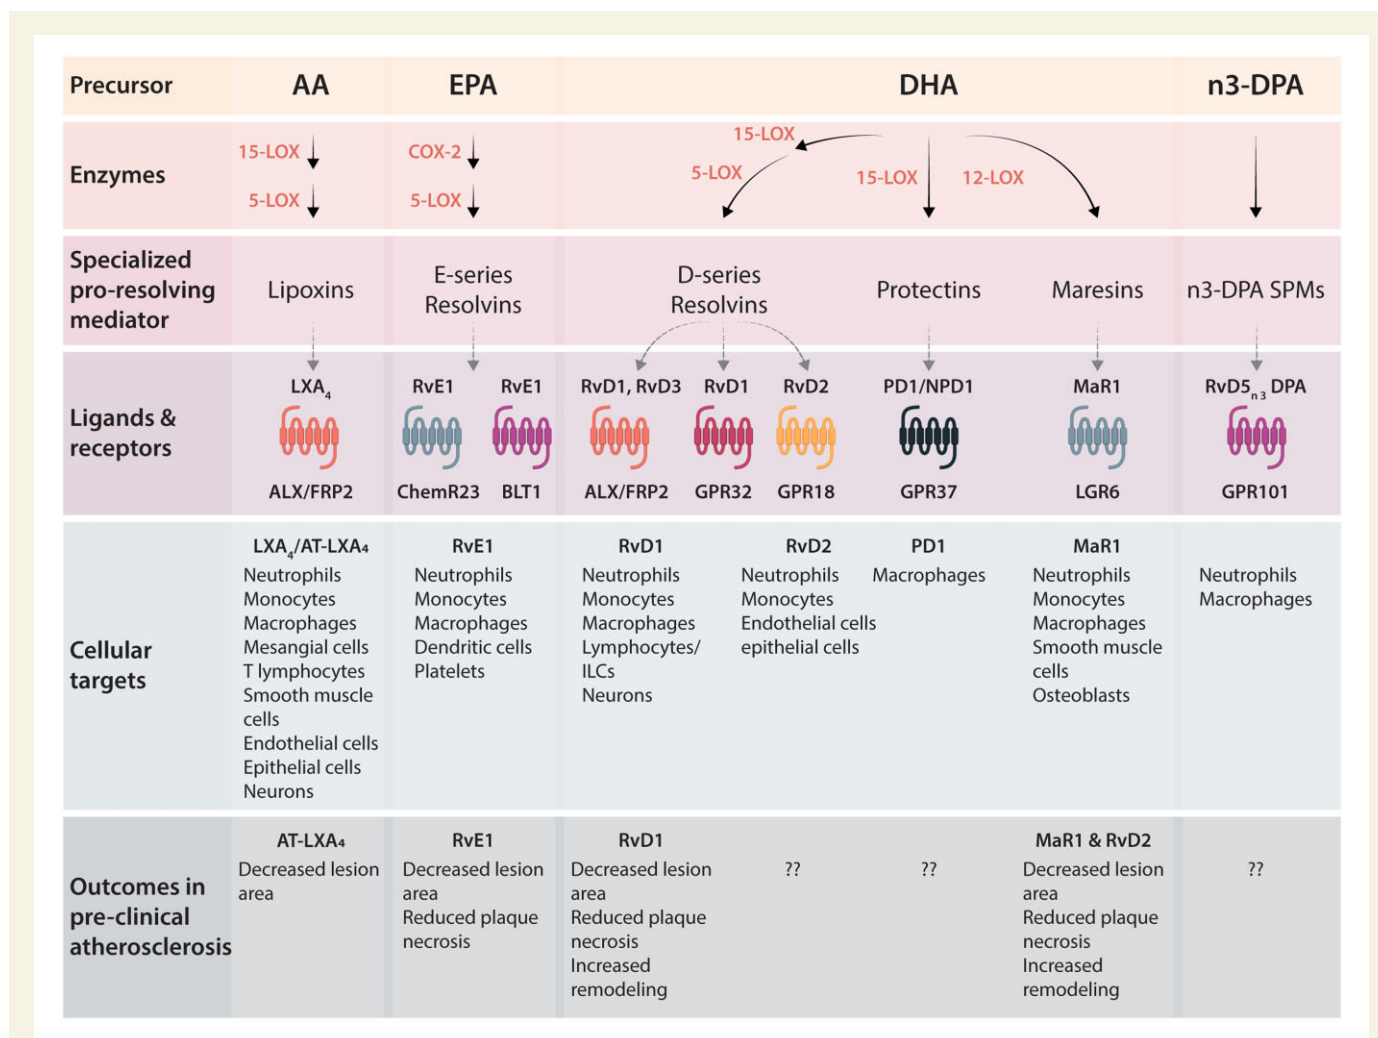 Precursor
AA
EPA
DHA
n3-DPA
Enzymes
15-LOX
5-LOX
COX-2
5-LOX
15-LOX
5-LOX
15-LOX
12-LOX
Specialized
pro-resolving
mediator
Lipoxins
E-series
Resolvins
D-series
Resolvins
Protectins
Maresins
n3-DPA SPMs
Ligands &
receptors
LXA4
ALX/FRP2
RvE1
ChemR23
RvE1
BLT1
RvD1, RvD3
ALX/FRP2
RvD1
GPR32
RvD2
GPR18
PD1/NPD1
GPR37
MaR1
LGR6
RvD5n3 DPA
GPR101
Cellular
targets
LXA4/AT-LXA4
Neutrophils
Monocytes
Macrophages
Mesangial cells
T lymphocytes
Smooth muscle
cells
Endothelial cells
Epithelial cells
Neurons
RvE1
Neutrophils
Monocytes
Macrophages
Dendritic cells
Platelets
RvD1
Neutrophils
Monocytes
Macrophages
Lymphocytes/
ILCs
Neurons
RvD2
Neutrophils
Monocytes
Endothelial cells
epithelial cells
PD1
Macrophages
MaR1
Neutrophils
Monocytes
Macrophages
Smooth muscle
cells
Osteoblasts
Neutrophils
Macrophages
Outcomes in
pre-clinical
atherosclerosis
AT-LXA4
Decreased lesion
area
RvE1
Decreased lesion
area
Reduced plaque
necrosis
RvD1
Decreased lesion
area
Reduced plaque
necrosis
Increased
remodeling
??
??
MaR1 & RvD2
Decreased lesion
area
Reduced plaque
necrosis
Increased
remodeling
??